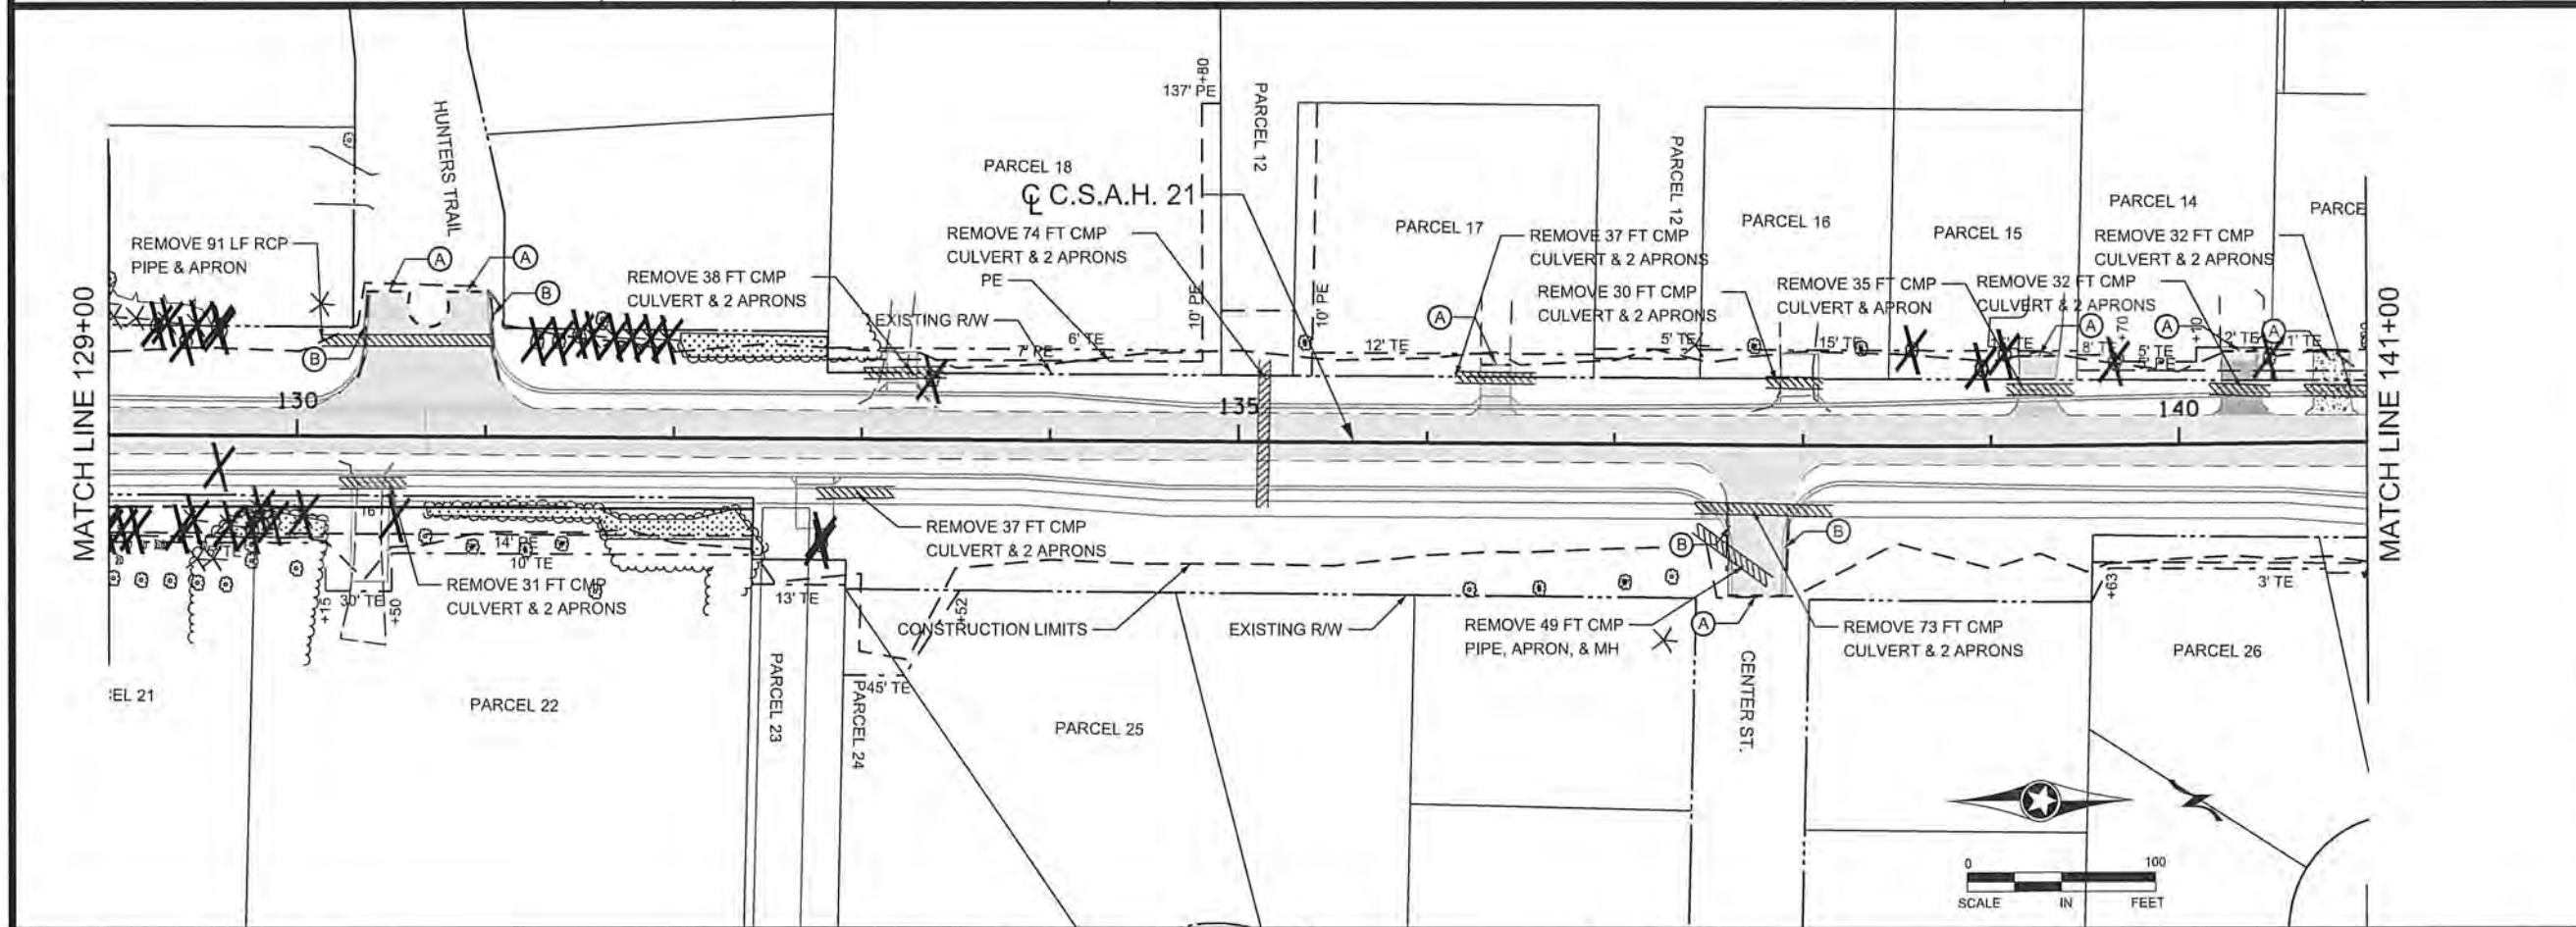 MATCH LINE 129+00
HUNTERS TRAIL
REMOVE 91 LF RCP
PIPE & APRON
A
A
B
B
REMOVE 38 FT CMP
CULVERT & 2 APRONS
EXISTING R/W
PARCEL 18
℄ C.S.A.H. 21
REMOVE 74 FT CMP
CULVERT & 2 APRONS
PE
7' PE
6' TE
137' PE
+80
10' PE
PARCEL 12
10' PE
12' TE
PARCEL 17
A
REMOVE 37 FT CMP
CULVERT & 2 APRONS
REMOVE 30 FT CMP
CULVERT & 2 APRONS
5' TE
PARCEL 12
PARCEL 16
15' TE
REMOVE 35 FT CMP
CULVERT & APRON
PARCEL 15
REMOVE 32 FT CMP
CULVERT & 2 APRONS
A
8' TE
+70
5' TE
5' PE
+10
A
PARCEL 14
REMOVE 32 FT CMP
CULVERT & 2 APRONS
2' TE
A
1' TE
PARCE
MATCH LINE 141+00
130
135
140
16
14' PE
10' TE
30' TE
+15
+50
REMOVE 31 FT CMP
CULVERT & 2 APRONS
REMOVE 37 FT CMP
CULVERT & 2 APRONS
13' TE
+52
CONSTRUCTION LIMITS
EXISTING R/W
REMOVE 49 FT CMP
PIPE, APRON, & MH
B
B
A
REMOVE 73 FT CMP
CULVERT & 2 APRONS
+63
3' TE
CEL 21
PARCEL 22
PARCEL 23
PARCEL 24
45' TE
PARCEL 25
CENTER ST.
PARCEL 26
0 100
SCALE IN FEET